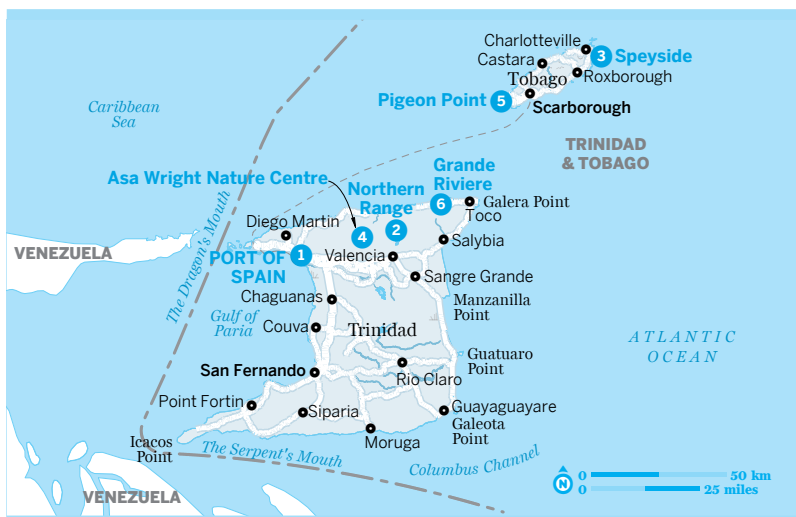 Charlotteville
Castara
3 Speyside
Tobago
Roxborough
Pigeon Point 5
Scarborough
Caribbean
Sea
TRINIDAD
& TOBAGO
Asa Wright Nature Centre
Grande
Riviere
Northern
Range
6
Galera Point
Toco
Diego Martin
4
2
Salybia
The Dragon's Mouth
VENEZUELA
PORT OF
SPAIN
1
Valencia
Sangre Grande
Chaguanas
Manzanilla
Point
Gulf of
Paria
Couva
Trinidad
ATLANTIC
OCEAN
Guatuaro
Point
San Fernando
Rio Claro
Point Fortin
Siparia
Guayaguayare
Galeota
Point
Icacos
Point
The Serpent's Mouth
Moruga
Columbus Channel
VENEZUELA
N
0 50 km
0 25 miles